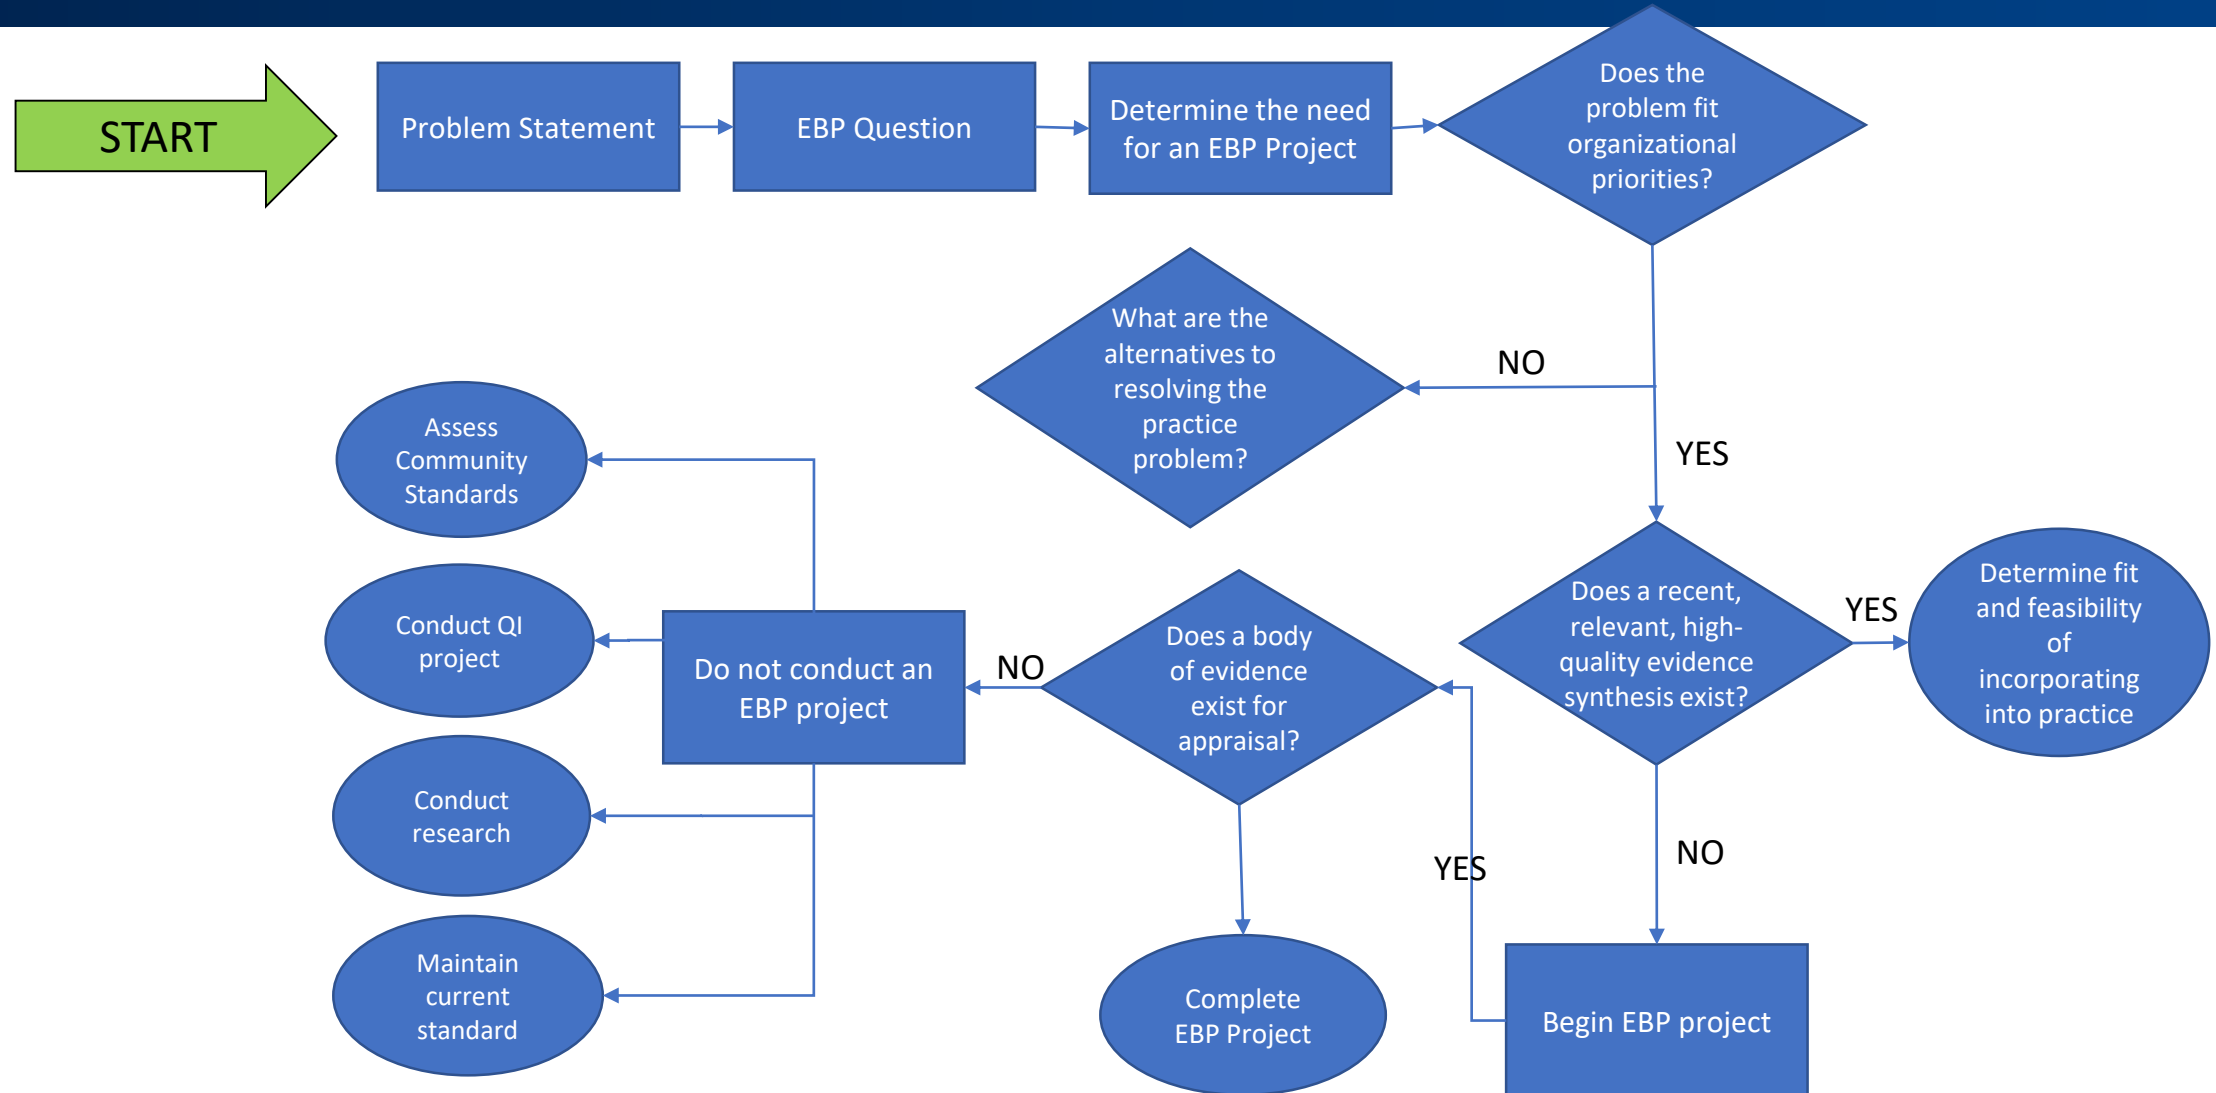 START
Problem Statement
EBP Question
Determine the need
for an EBP Project
Does the
problem fit
organizational
priorities?
What are the
alternatives to
resolving the
practice
problem?
NO
YES
Assess
Community
Standards
Conduct QI
project
Conduct
research
Maintain
current
standard
Do not conduct an
EBP project
NO
Does a body
of evidence
exist for
appraisal?
Does a recent,
relevant, high-
quality evidence
synthesis exist?
YES
Determine fit
and feasibility
of
incorporating
into practice
YES
NO
Complete
EBP Project
Begin EBP project